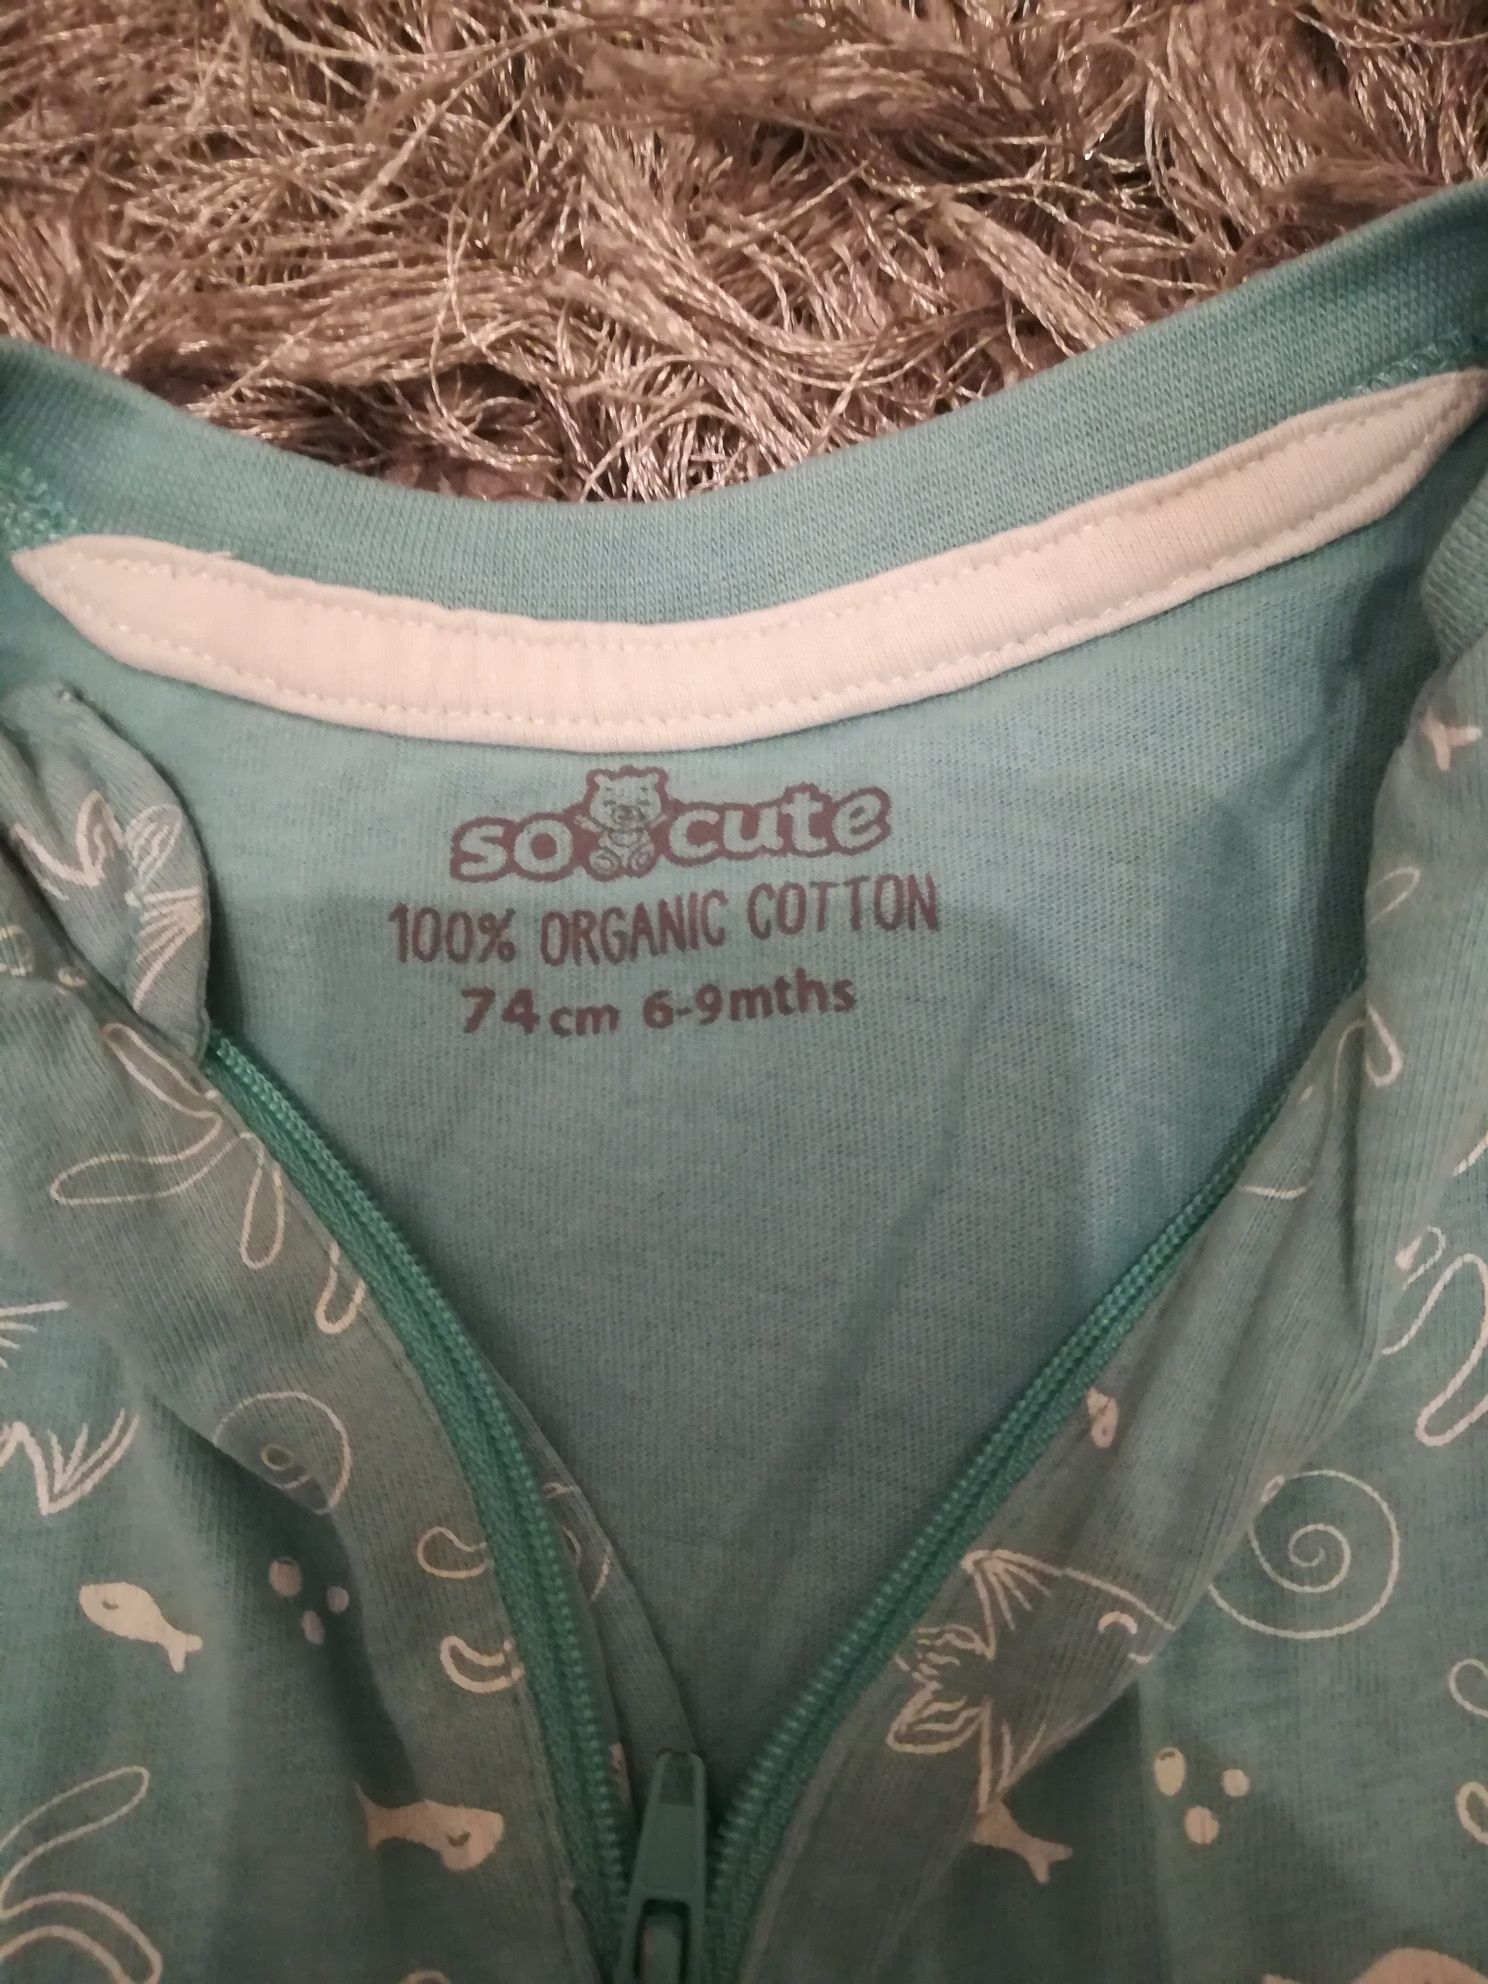 so cute
100% ORGANIC COTTON
74cm 6-9mths